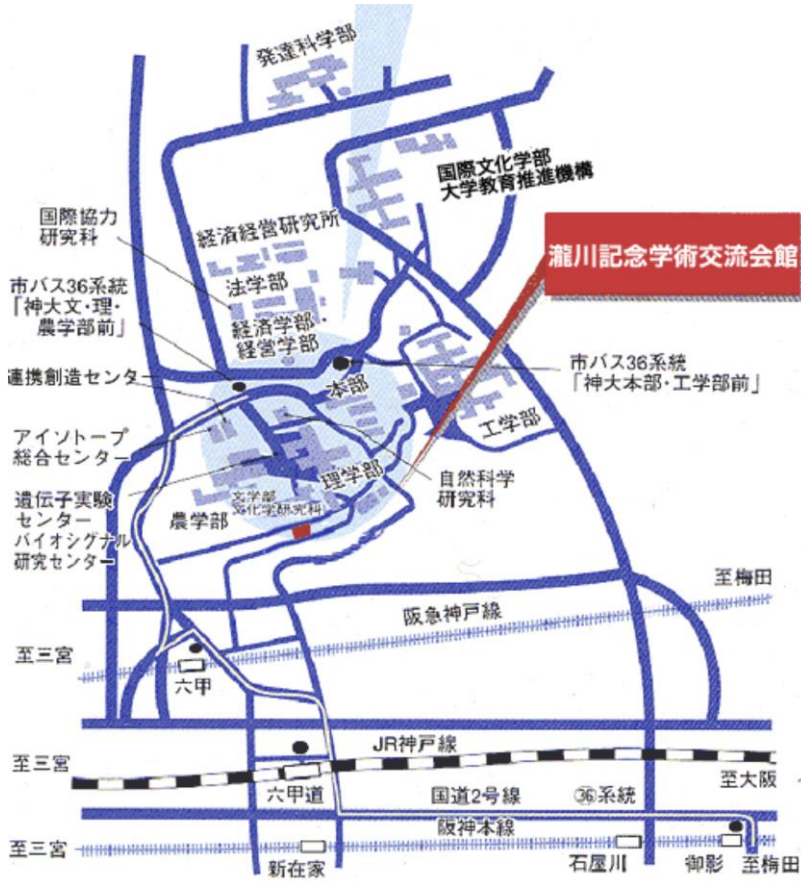 発達科学部
国際文化学部
大学教育推進機構
国際協力
研究科
経済経営研究所
瀧川記念学術交流会館
法学部
市バス36系統
「神大文・理・
農学部前」
経済学部・
経営学部
市バス36系統
「神大本部・工学部前」
連携創造センター
本部
アイソトープ
総合センター
工学部
理学部
自然科学
研究科
遺伝子実験
センター
農学部
文学部
文化学研究科
バイオシグナル
研究センター
至梅田
阪急神戸線
至三宮
六甲
JR神戸線
至三宮
至大阪
六甲道
国道2号線
㊱系統
阪神本線
至三宮
新在家
石屋川
御影
至梅田